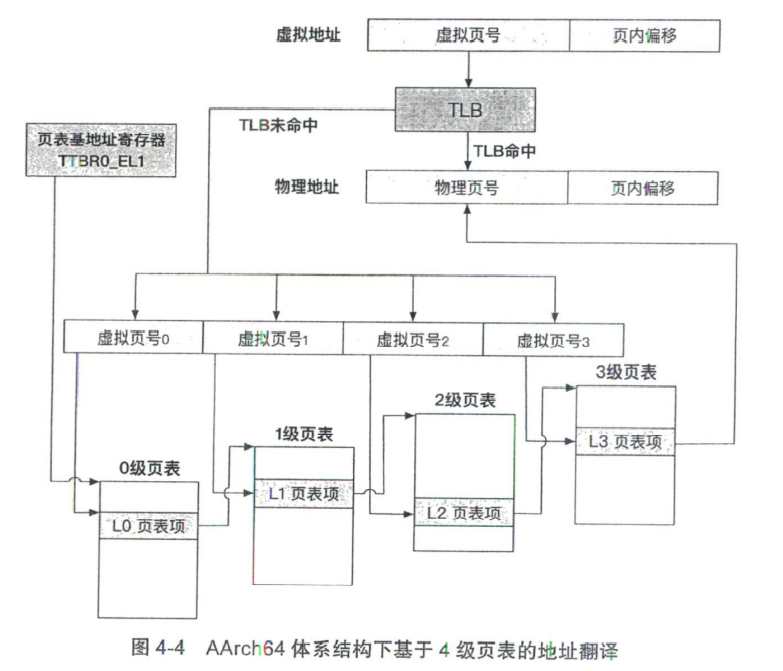 虚拟地址
虚拟页号
页内偏移
TLB
TLB未命中
TLB命中
页表基地址寄存器
TTBR0_EL1
物理地址
物理页号
页内偏移
虚拟页号0
虚拟页号1
虚拟页号2
虚拟页号3
3级页表
2级页表
1级页表
0级页表
L3 页表项
L1 页表项
L2 页表项
L0 页表项
图 4-4 AArch64 体系结构下基于 4 级页表的地址翻译